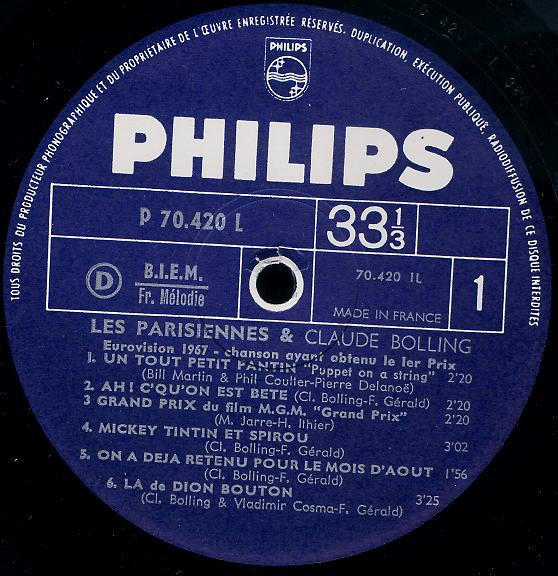 TOUS DROITS DU PRODUCTEUR PHONOGRAPHIQUE ET DU PROPRIÉTAIRE DE L'ŒUVRE ENREGISTRÉE RÉSERVÉS. DUPLICATION, EXÉCUTION PUBLIQUE, RADIODIFFUSION DE CE DISQUE INTERDITES
PHILIPS
PHILIPS
P 70.420 L
33 1/3
D
B.I.E.M.
Fr. Mélodie
70.420 1L
MADE IN FRANCE
1
LES PARISIENNES & CLAUDE BOLLING
Eurovision 1967 - chanson ayant obtenu le 1er Prix
1. UN TOUT PETIT PANTIN "Puppet on a string" 2'20
(Bill Martin & Phil Coulter-Pierre Delanoë)
2. AH! C'QU'ON EST BETE (Cl. Bolling-F. Gérald) 2'20
3 GRAND PRIX du film M.G.M. "Grand Prix" 2'20
(M. Jarre-H. Ithier)
4. MICKEY TINTIN ET SPIROU 3'02
(Cl. Bolling-F. Gérald)
5. ON A DEJA RETENU POUR LE MOIS D'AOUT 1'56
(Cl. Bolling-F. Gérald)
6. LA de DION BOUTON 3'25
(Cl. Bolling & Vladimir Cosma-F. Gérald)